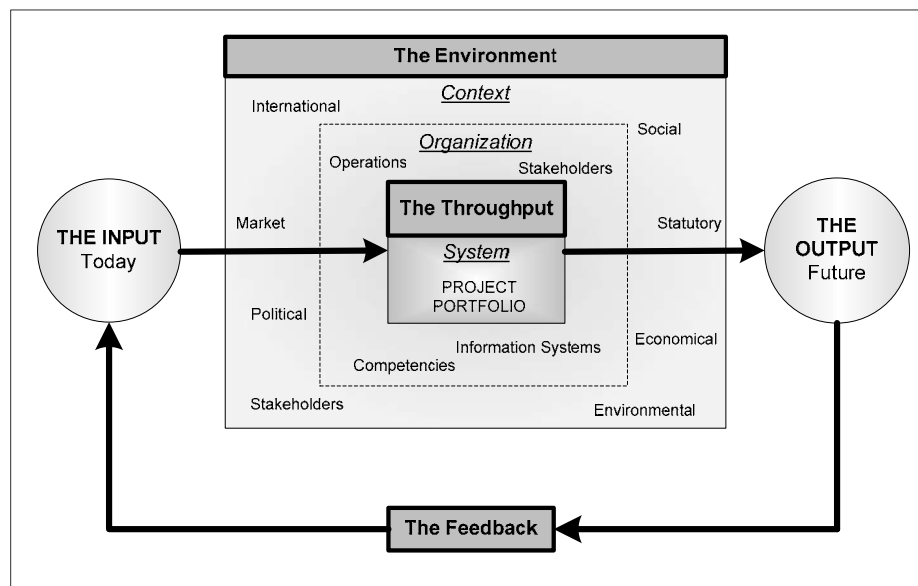 The Environment
Context
International
Social
Organization
Operations
Stakeholders
The Throughput
Market
Statutory
THE INPUT
Today
System
THE
OUTPUT
Future
PROJECT
PORTFOLIO
Political
Information Systems
Economical
Competencies
Stakeholders
Environmental
The Feedback